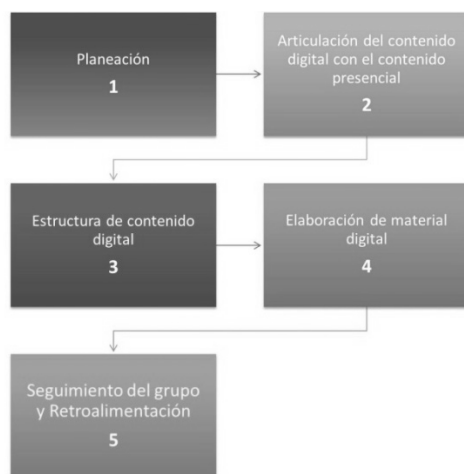 Planeación
1
Articulación del contenido
digital con el contenido
presencial
2
Estructura de contenido
digital
3
Elaboración de material
digital
4
Seguimiento del grupo
y Retroalimentación
5